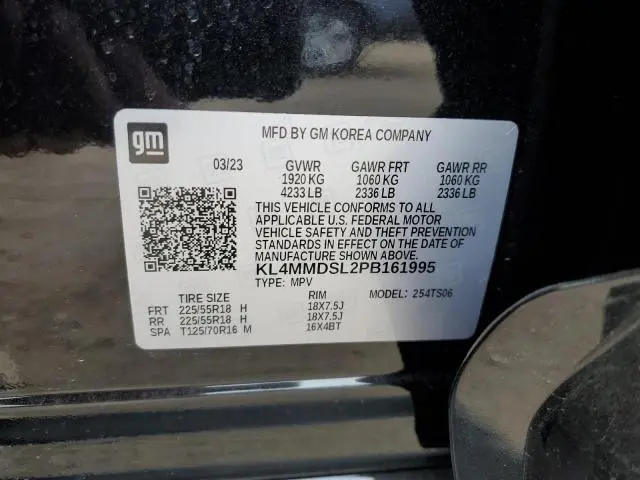 gm
MFD BY GM KOREA COMPANY
03/23 GVWR GAWR FRT GAWR RR
1920 KG 1060 KG 1060 KG
4233 LB 2336 LB 2336 LB
THIS VEHICLE CONFORMS TO ALL
APPLICABLE U.S. FEDERAL MOTOR
VEHICLE SAFETY AND THEFT PREVENTION
STANDARDS IN EFFECT ON THE DATE OF
MANUFACTURE SHOWN ABOVE.
KL4MMDSL2PB161995
TYPE: MPV MODEL: 254TS06
TIRE SIZE RIM
FRT 225/55R18 H 18X7.5J
RR 225/55R18 H 18X7.5J
SPA T125/70R16 M 16X4BT